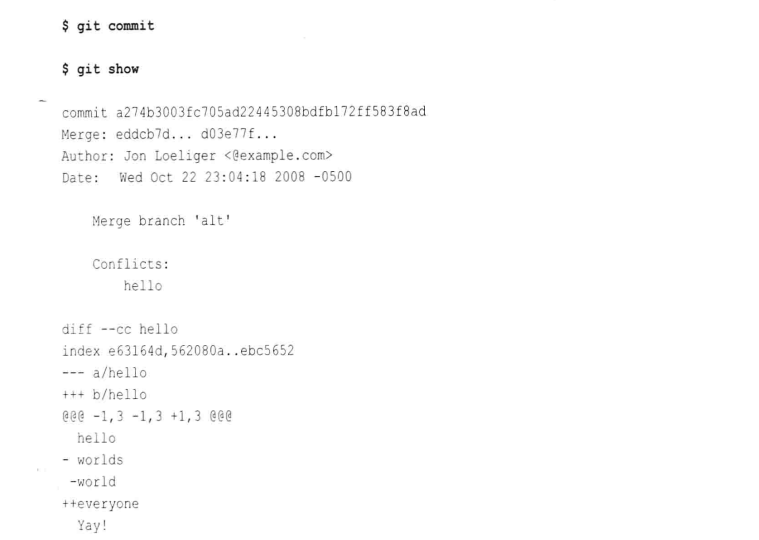 $ git commit
$ git show
commit a274b3003fc705ad22445308bdfb172ff583f8ad
Merge: eddcb7d... d03e77f...
Author: Jon Loeliger <@example.com>
Date:   Wed Oct 22 23:04:18 2008 -0500
    Merge branch 'alt'
    Conflicts:
        hello
diff --cc hello
index e63164d,562080a..ebc5652
--- a/hello
+++ b/hello
@@@ -1,3 -1,3 +1,3 @@@
  hello
- worlds
 -world
++everyone
  Yay!